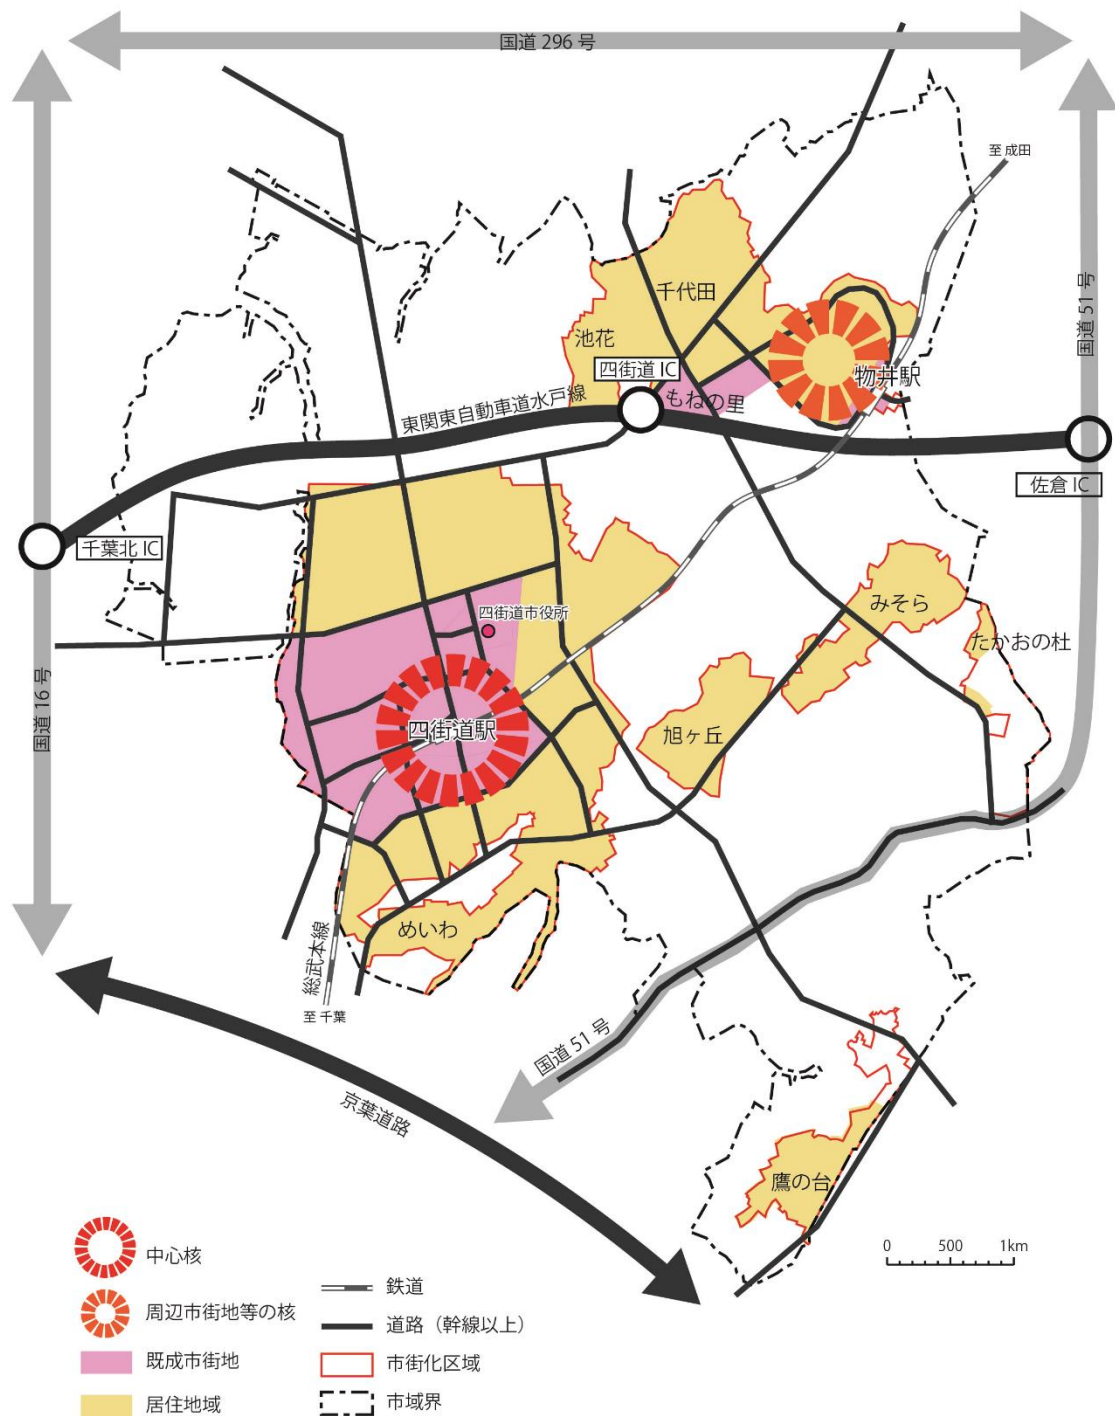 国道 296 号
至 成田
国道 51 号
千代田
池花
四街道 IC
物井駅
もねの里
東関東自動車道水戸線
佐倉 IC
千葉北 IC
みそら
四街道市役所
たかおの杜
国道 16 号
四街道駅
旭ヶ丘
めいわ
総武本線
至 千葉
国道 51 号
京葉道路
鷹の台
0 500 1km
中心核
周辺市街地等の核
既成市街地
居住地域
鉄道
道路（幹線以上）
市街化区域
市域界